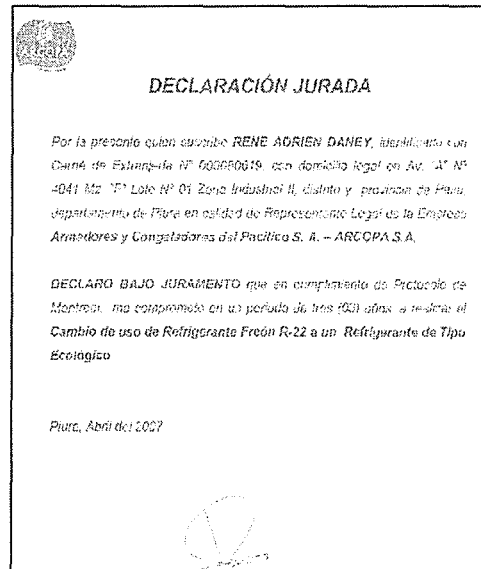 DECLARACIÓN JURADA
Por la presente quien suscribe RENE ADRIEN DANEY, identificado con
Carné de Extranjería Nº con domicilio legal en Av. "A" Nº
4041 Mz. "F" Lote Nº 01 Zona Industrial II, distrito y provincia de Piura,
departamento de Piura en calidad de Representante Legal de la Empresa
Armadores y Congeladores del Pacífico S. A. – ARCOPA S.A.
DECLARO BAJO JURAMENTO que en cumplimiento de Protocolo de
Montreal, me comprometo en un periodo de tres (03) años a realizar el
Cambio de uso de Refrigerante Freón R-22 a un Refrigerante de Tipo
Ecológico
Piura, Abril del 2007